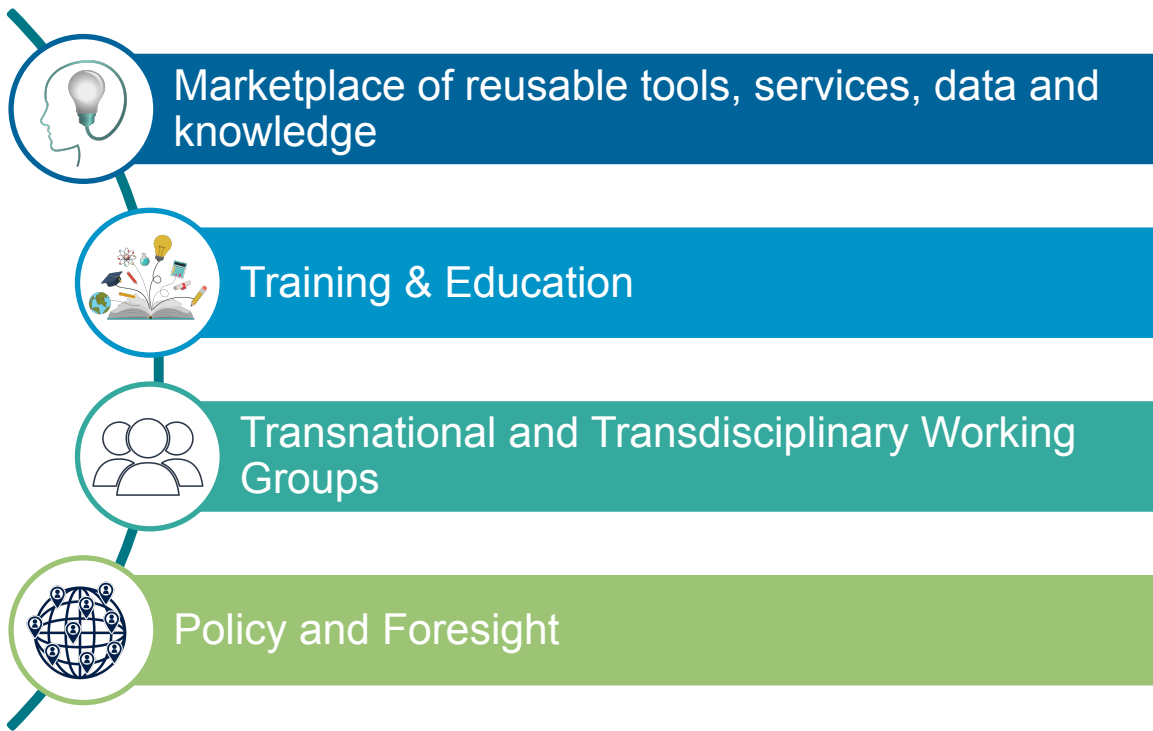 Marketplace of reusable tools, services, data and
knowledge
Training & Education
Transnational and Transdisciplinary Working
Groups
Policy and Foresight